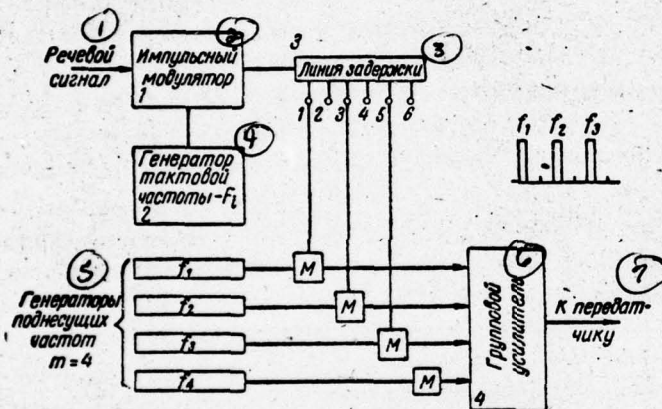 1
2
3
3
Речевой
сигнал
Импульсный
модулятор
1
Линия задержки
1 2 3 4 5 6
4
Генератор
тактовой
частоты-Fi
2
f1 f2 f3
5
Генераторы
поднесущих
частот
m=4
f1
f2
f3
f4
М
М
М
М
6
Групповой
усилитель
4
7
К передат-
чику